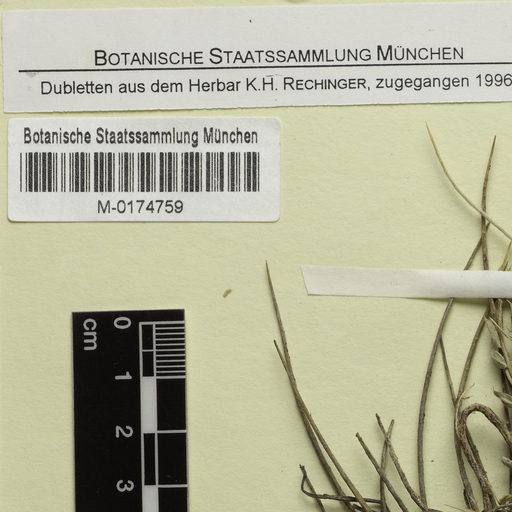 BOTANISCHE STAATSSAMMLUNG MÜNCHEN
Dubletten aus dem Herbar K.H. RECHINGER, zugegangen 1996
Botanische Staatssammlung München
M-0174759
cm
0
1
2
3